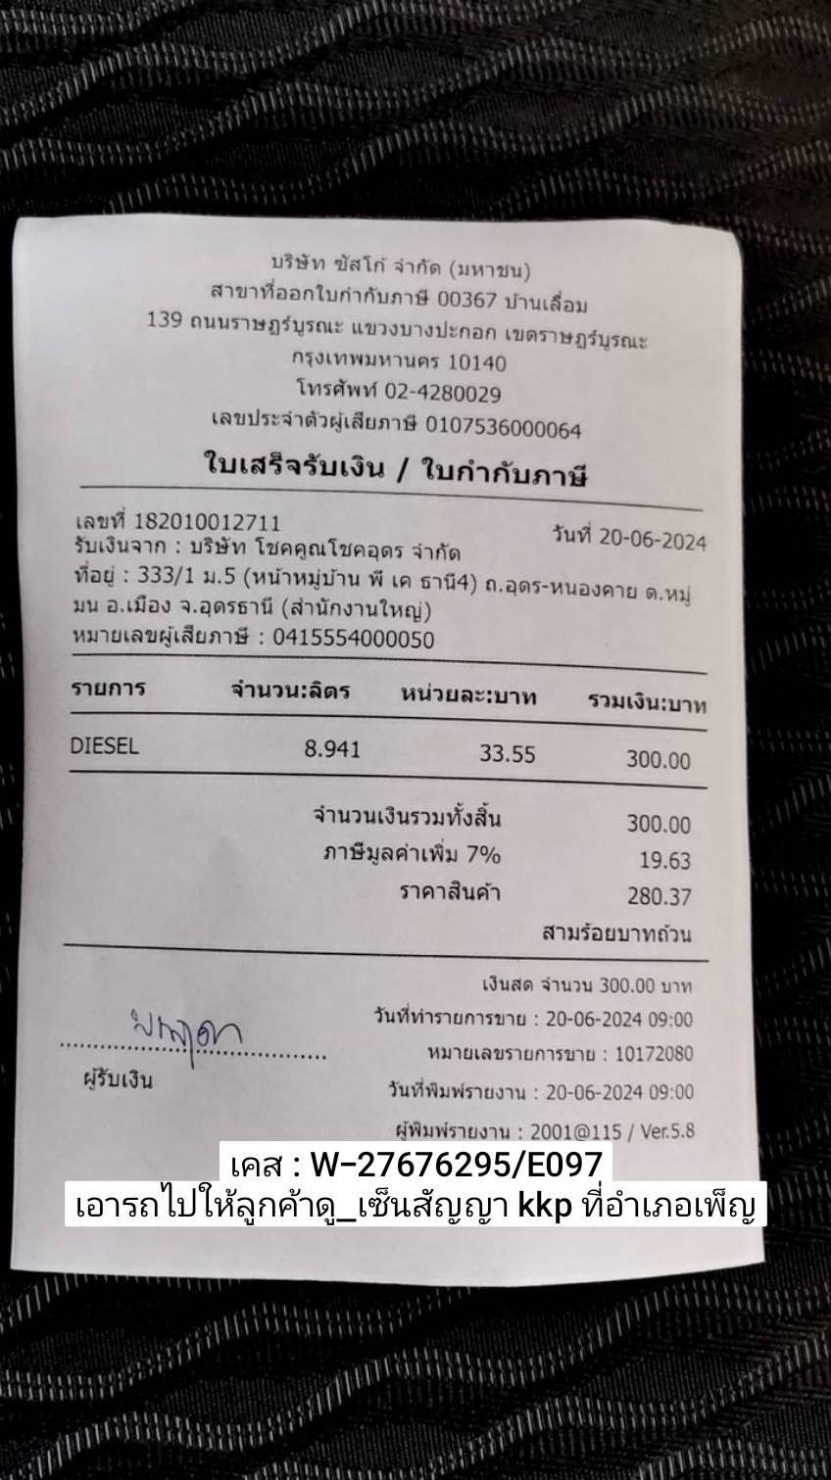 บริษัท ซัสโก้ จำกัด (มหาชน)
สาขาที่ออกใบกำกับภาษี 00367 บ้านเลื่อม
139 ถนนราษฎร์บูรณะ แขวงบางปะกอก เขตราษฎร์บูรณะ
กรุงเทพมหานคร 10140
โทรศัพท์ 02-4280029
เลขประจำตัวผู้เสียภาษี 0107536000064
ใบเสร็จรับเงิน / ใบกำกับภาษี
เลขที่ 182010012711 วันที่ 20-06-2024
รับเงินจาก : บริษัท โชคคูณโชคอุดร จำกัด
ที่อยู่ : 333/1 ม.5 (หน้าหมู่บ้าน พี เค ธานี4) ถ.อุดร-หนองคาย ต.หมู
มน อ.เมือง จ.อุดรธานี (สำนักงานใหญ่)
หมายเลขผู้เสียภาษี : 0415554000050
รายการ จำนวน:ลิตร หน่วยละ:บาท รวมเงิน:บาท
DIESEL 8.941 33.55 300.00
จำนวนเงินรวมทั้งสิ้น 300.00
ภาษีมูลค่าเพิ่ม 7% 19.63
ราคาสินค้า 280.37
สามร้อยบาทถ้วน
เงินสด จำนวน 300.00 บาท
วันที่ทำรายการขาย : 20-06-2024 09:00
หมายเลขรายการขาย : 10172080
ผู้รับเงิน
วันที่พิมพ์รายงาน : 20-06-2024 09:00
ผู้พิมพ์รายงาน : 2001@115 / Ver.5.8
เคส : W-27676295/E097
เอารถไปให้ลูกค้าดู_เซ็นสัญญา kkp ที่อำเภอเพ็ญ